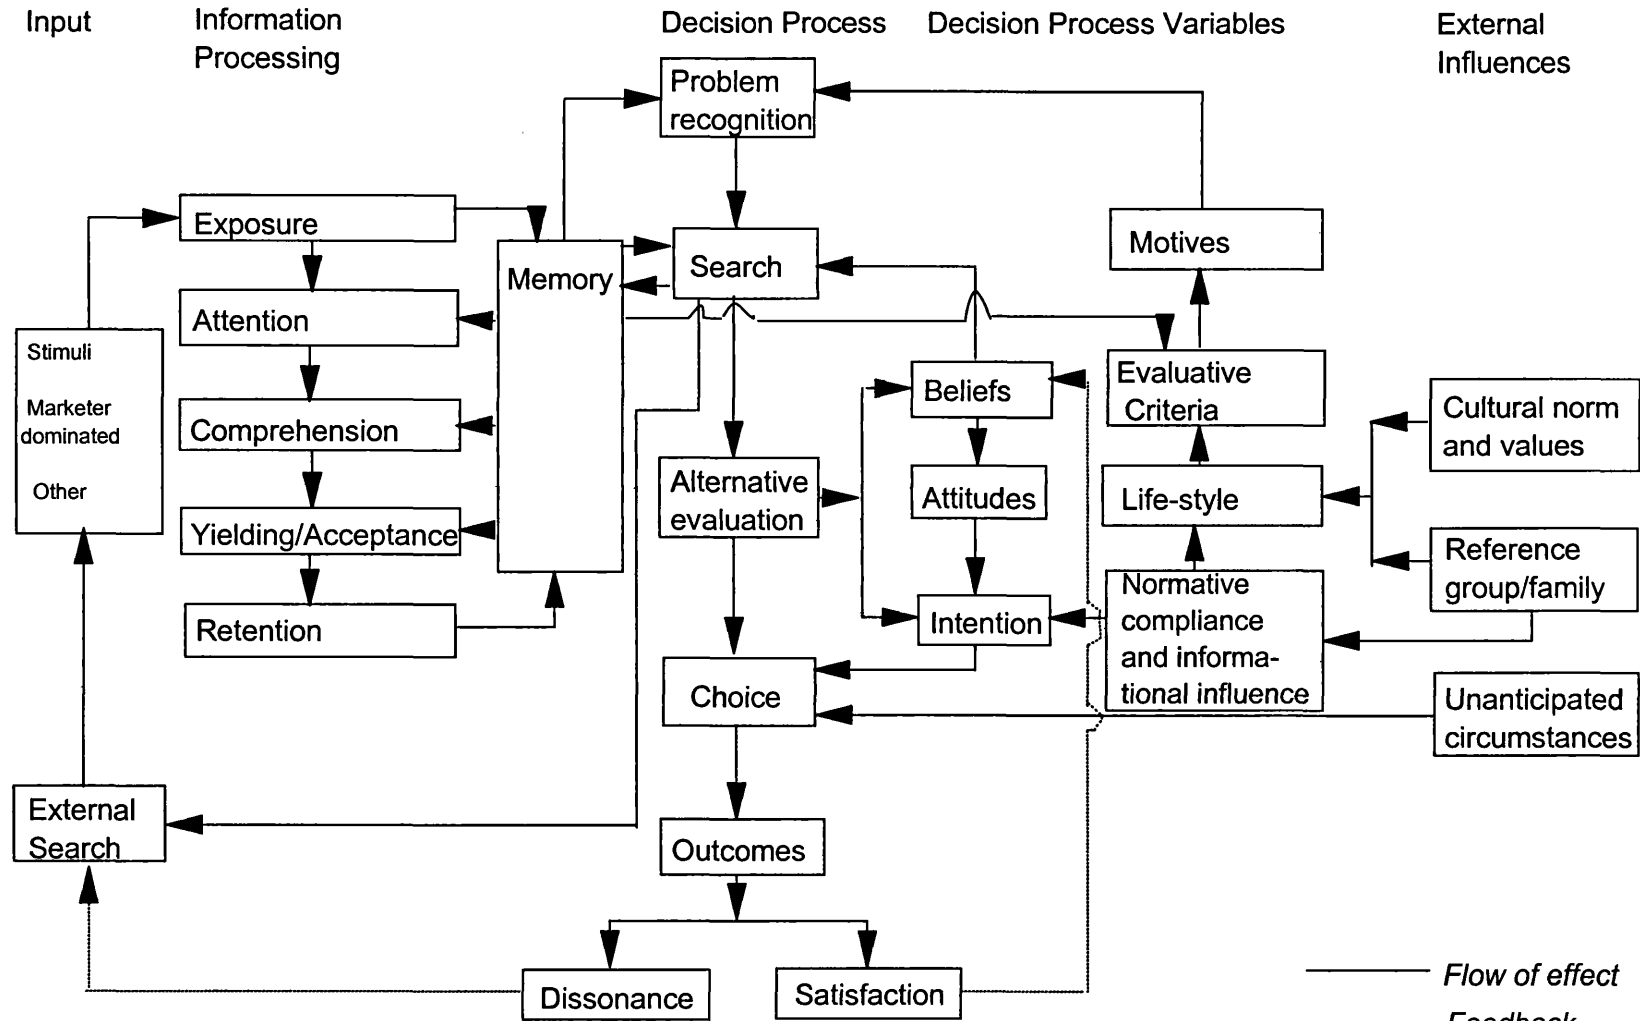 Input
Information
Processing
Decision Process
Decision Process Variables
External
Influences
Problem
recognition
Exposure
Memory
Search
Motives
Attention
Stimuli
Marketer
dominated
Other
Comprehension
Yielding/Acceptance
Retention
Alternative
evaluation
Beliefs
Attitudes
Intention
Evaluative
Criteria
Life-style
Normative
compliance
and informa-
tional influence
Cultural norm
and values
Reference
group/family
Unanticipated
circumstances
Choice
External
Search
Outcomes
Dissonance
Satisfaction
Flow of effect
Feedback